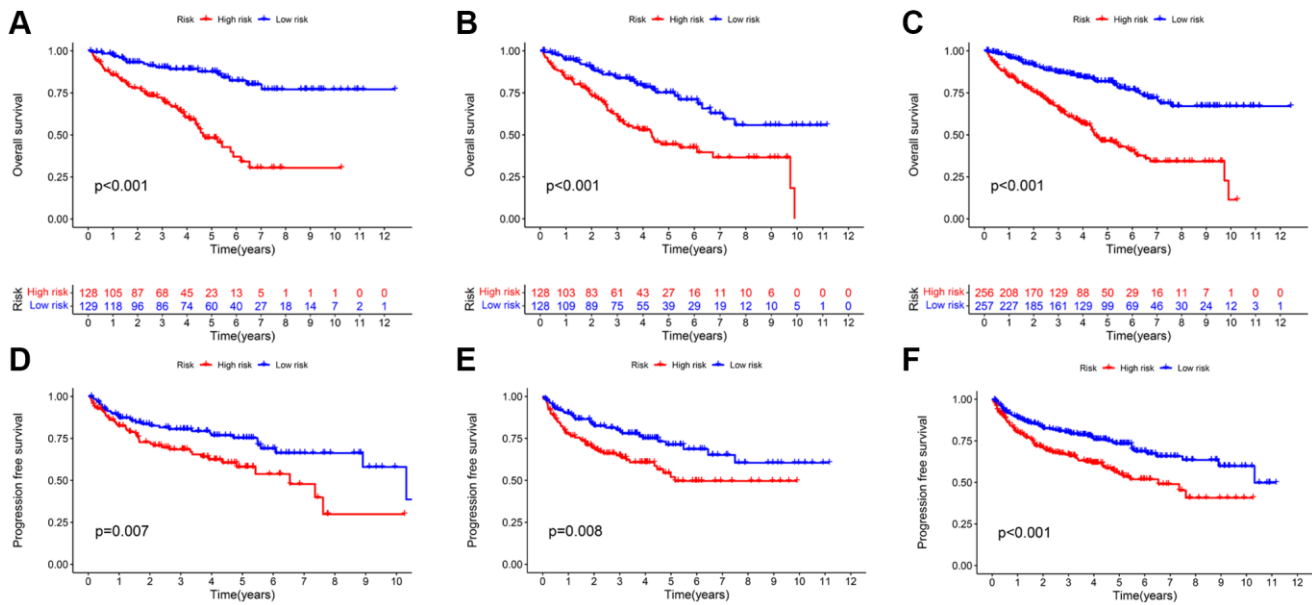 A
Risk High risk Low risk
Overall survival
1.00
0.75
0.50
0.25
0.00
p<0.001
0 1 2 3 4 5 6 7 8 9 10 11 12
Time(years)
Risk
High risk 128 105 87 68 45 23 13 5 1 1 1 0 0
Low risk 129 118 96 86 74 60 40 27 18 14 7 2 1
0 1 2 3 4 5 6 7 8 9 10 11 12
Time(years)
B
Risk High risk Low risk
Overall survival
1.00
0.75
0.50
0.25
0.00
p<0.001
0 1 2 3 4 5 6 7 8 9 10 11 12
Time(years)
Risk
High risk 128 103 83 61 43 27 16 11 10 6 0 0 0
Low risk 128 109 89 75 55 39 29 19 12 10 5 1 0
0 1 2 3 4 5 6 7 8 9 10 11 12
Time(years)
C
Risk High risk Low risk
Overall survival
1.00
0.75
0.50
0.25
0.00
p<0.001
0 1 2 3 4 5 6 7 8 9 10 11 12
Time(years)
Risk
High risk 256 208 170 129 88 50 29 16 11 7 1 0 0
Low risk 257 227 185 161 129 99 69 46 30 24 12 3 1
0 1 2 3 4 5 6 7 8 9 10 11 12
Time(years)
D
Risk High risk Low risk
Progression free survival
1.00
0.75
0.50
0.25
0.00
p=0.007
0 1 2 3 4 5 6 7 8 9 10
Time(years)
E
Risk High risk Low risk
Progression free survival
1.00
0.75
0.50
0.25
0.00
p=0.008
0 1 2 3 4 5 6 7 8 9 10 11 12
Time(years)
F
Risk High risk Low risk
Progression free survival
1.00
0.75
0.50
0.25
0.00
p<0.001
0 1 2 3 4 5 6 7 8 9 10 11 12
Time(years)